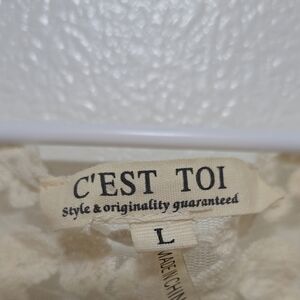 C'EST TOI
Style & originality guaranteed
L
MADE IN CHINA